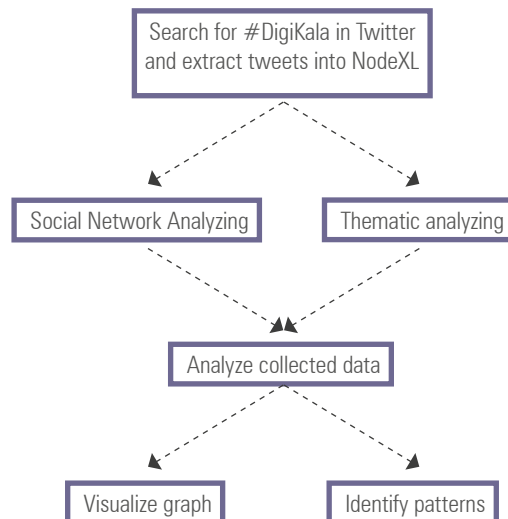 Search for #DigiKala in Twitter
and extract tweets into NodeXL
Social Network Analyzing
Thematic analyzing
Analyze collected data
Visualize graph
Identify patterns